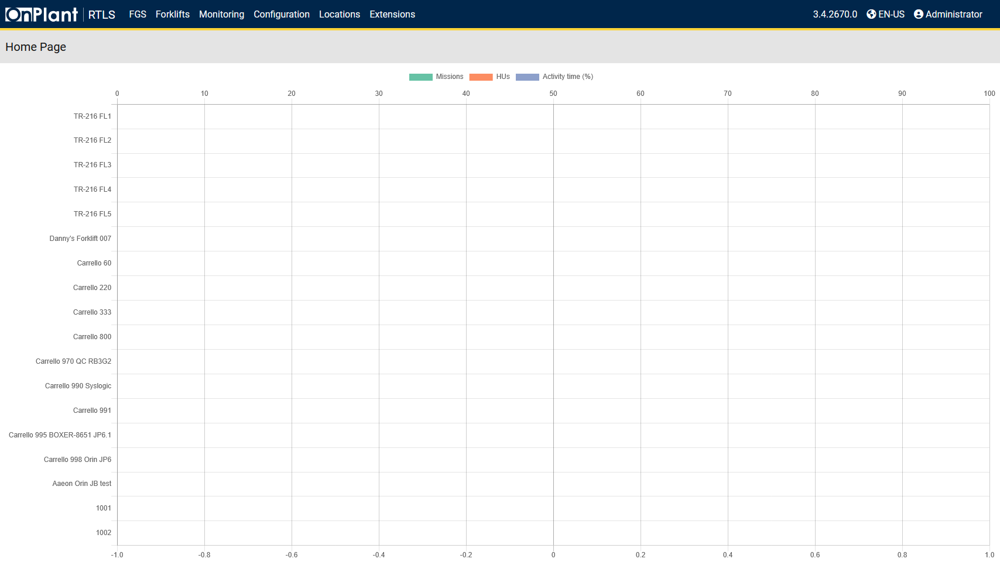 OnPlant RTLS FGS Forklifts Monitoring Configuration Locations Extensions 3.4.2670.0 EN-US Administrator
Home Page
Missions HUs Activity time (%)
0 10 20 30 40 50 60 70 80 90 100
TR-216 FL1
TR-216 FL2
TR-216 FL3
TR-216 FL4
TR-216 FL5
Danny's Forklift 007
Carrello 60
Carrello 220
Carrello 333
Carrello 800
Carrello 970 QC RB3G2
Carrello 990 Syslogic
Carrello 991
Carrello 995 BOXER-8651 JP6.1
Carrello 998 Orin JP6
Aaeon Orin JB test
1001
1002
-1.0 -0.8 -0.6 -0.4 -0.2 0 0.2 0.4 0.6 0.8 1.0